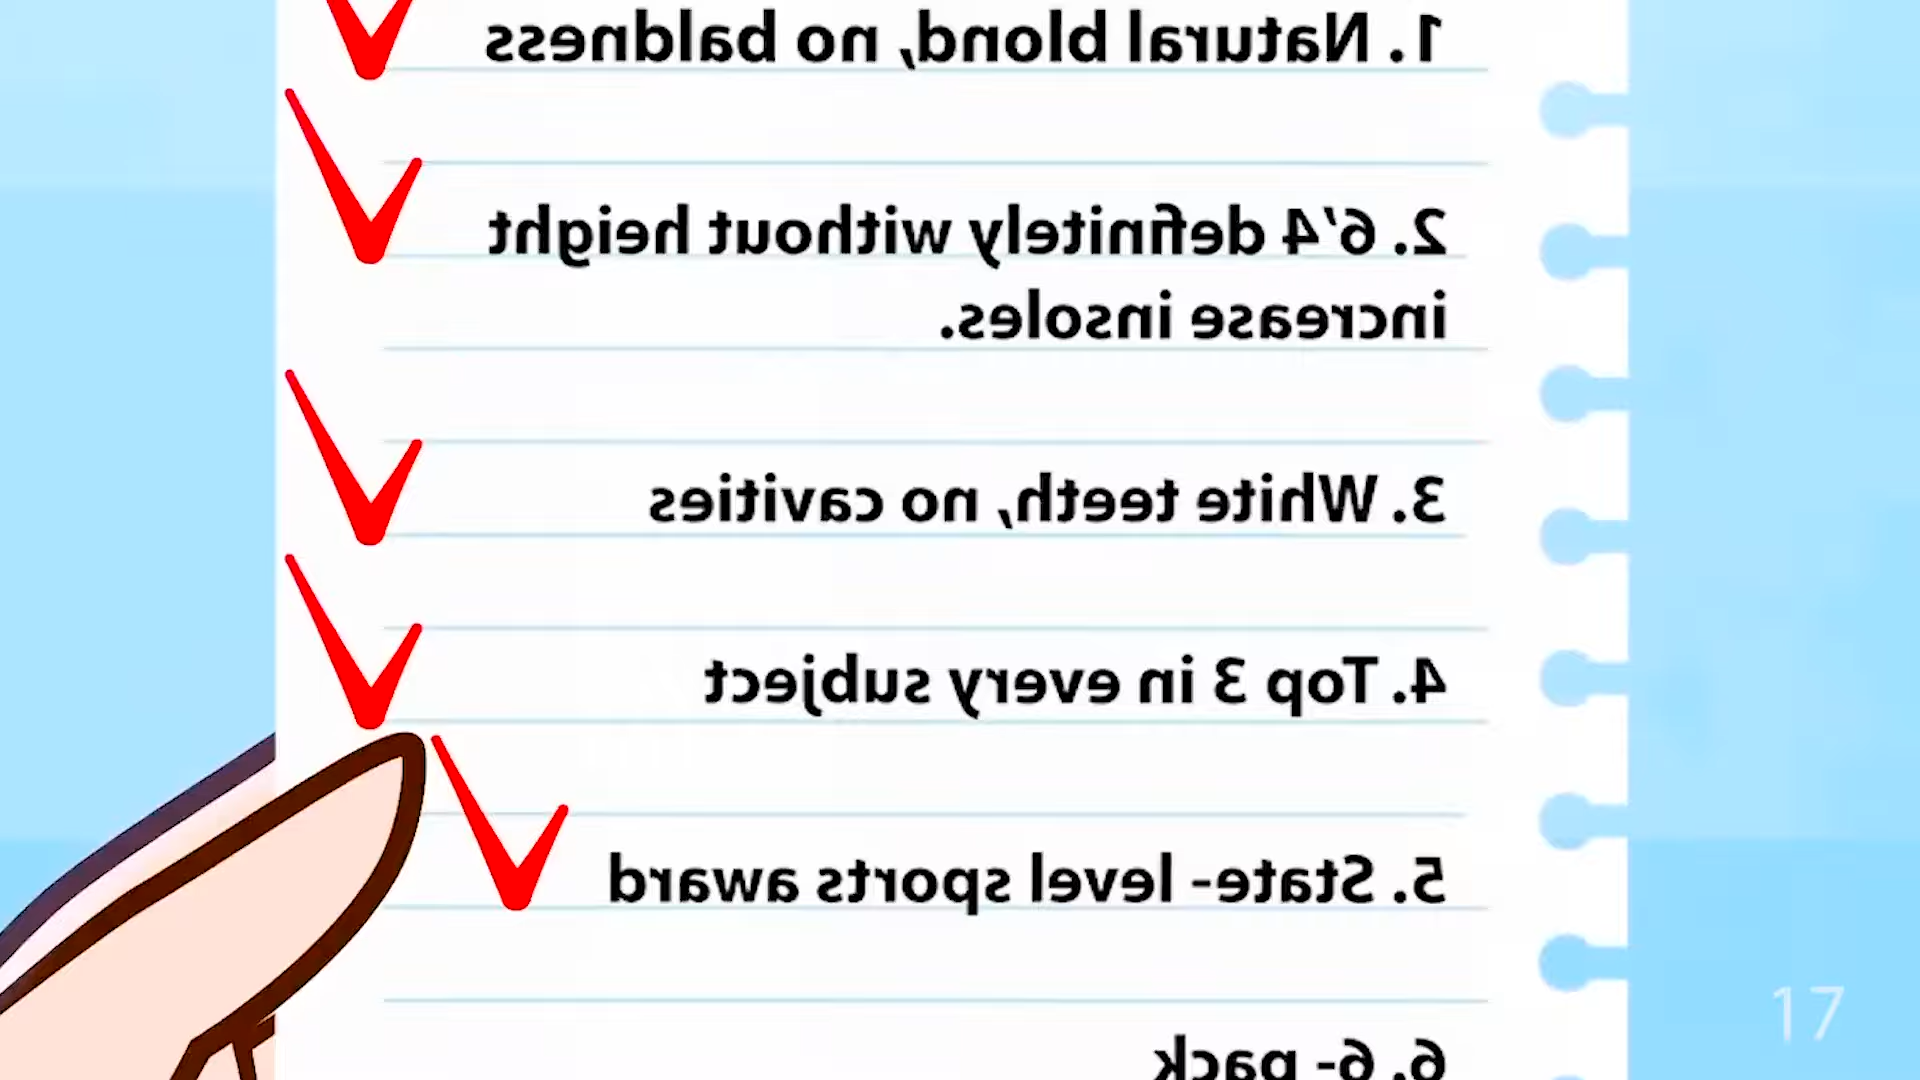 1. Natural blond, no baldness
2. 6'4 definitely without height
increase insoles.
3. White teeth, no cavities
4. Top 3 in every subject
5. State- level sports award
6. 6- pack
17